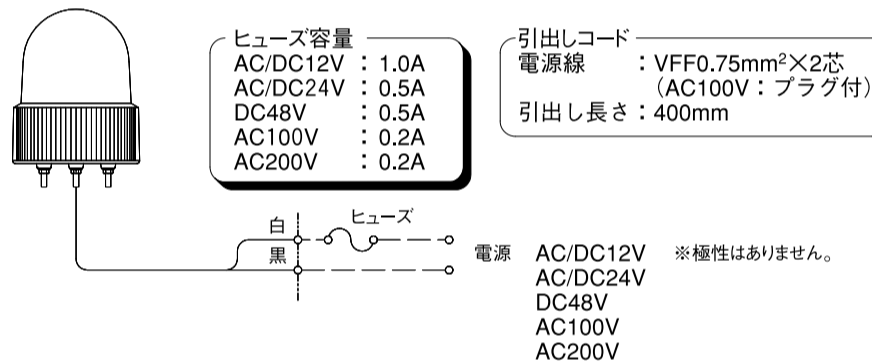 ヒューズ容量
AC/DC12V : 1.0A
AC/DC24V : 0.5A
DC48V : 0.5A
AC100V : 0.2A
AC200V : 0.2A
引出しコード
電源線 : VFF0.75mm²×2芯
(AC100V : プラグ付)
引出し長さ : 400mm
白 ヒューズ
黒
電源 AC/DC12V ※極性はありません。
AC/DC24V
DC48V
AC100V
AC200V